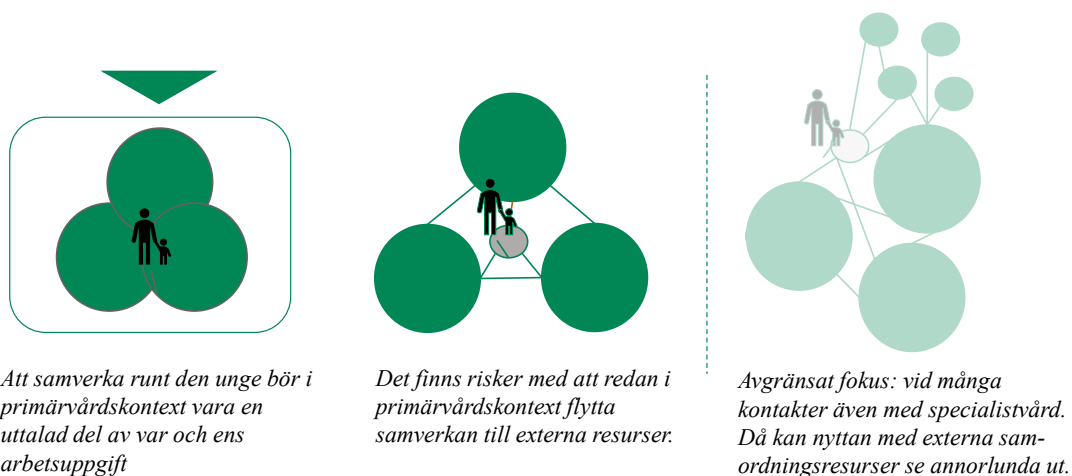 Att samverka runt den unge bör i
primärvårdskontext vara en
uttalad del av var och ens
arbetsuppgift
Det finns risker med att redan i
primärvårdskontext flytta
samverkan till externa resurser.
Avgränsat fokus: vid många
kontakter även med specialistvård.
Då kan nyttan med externa sam-
ordningsresurser se annorlunda ut.